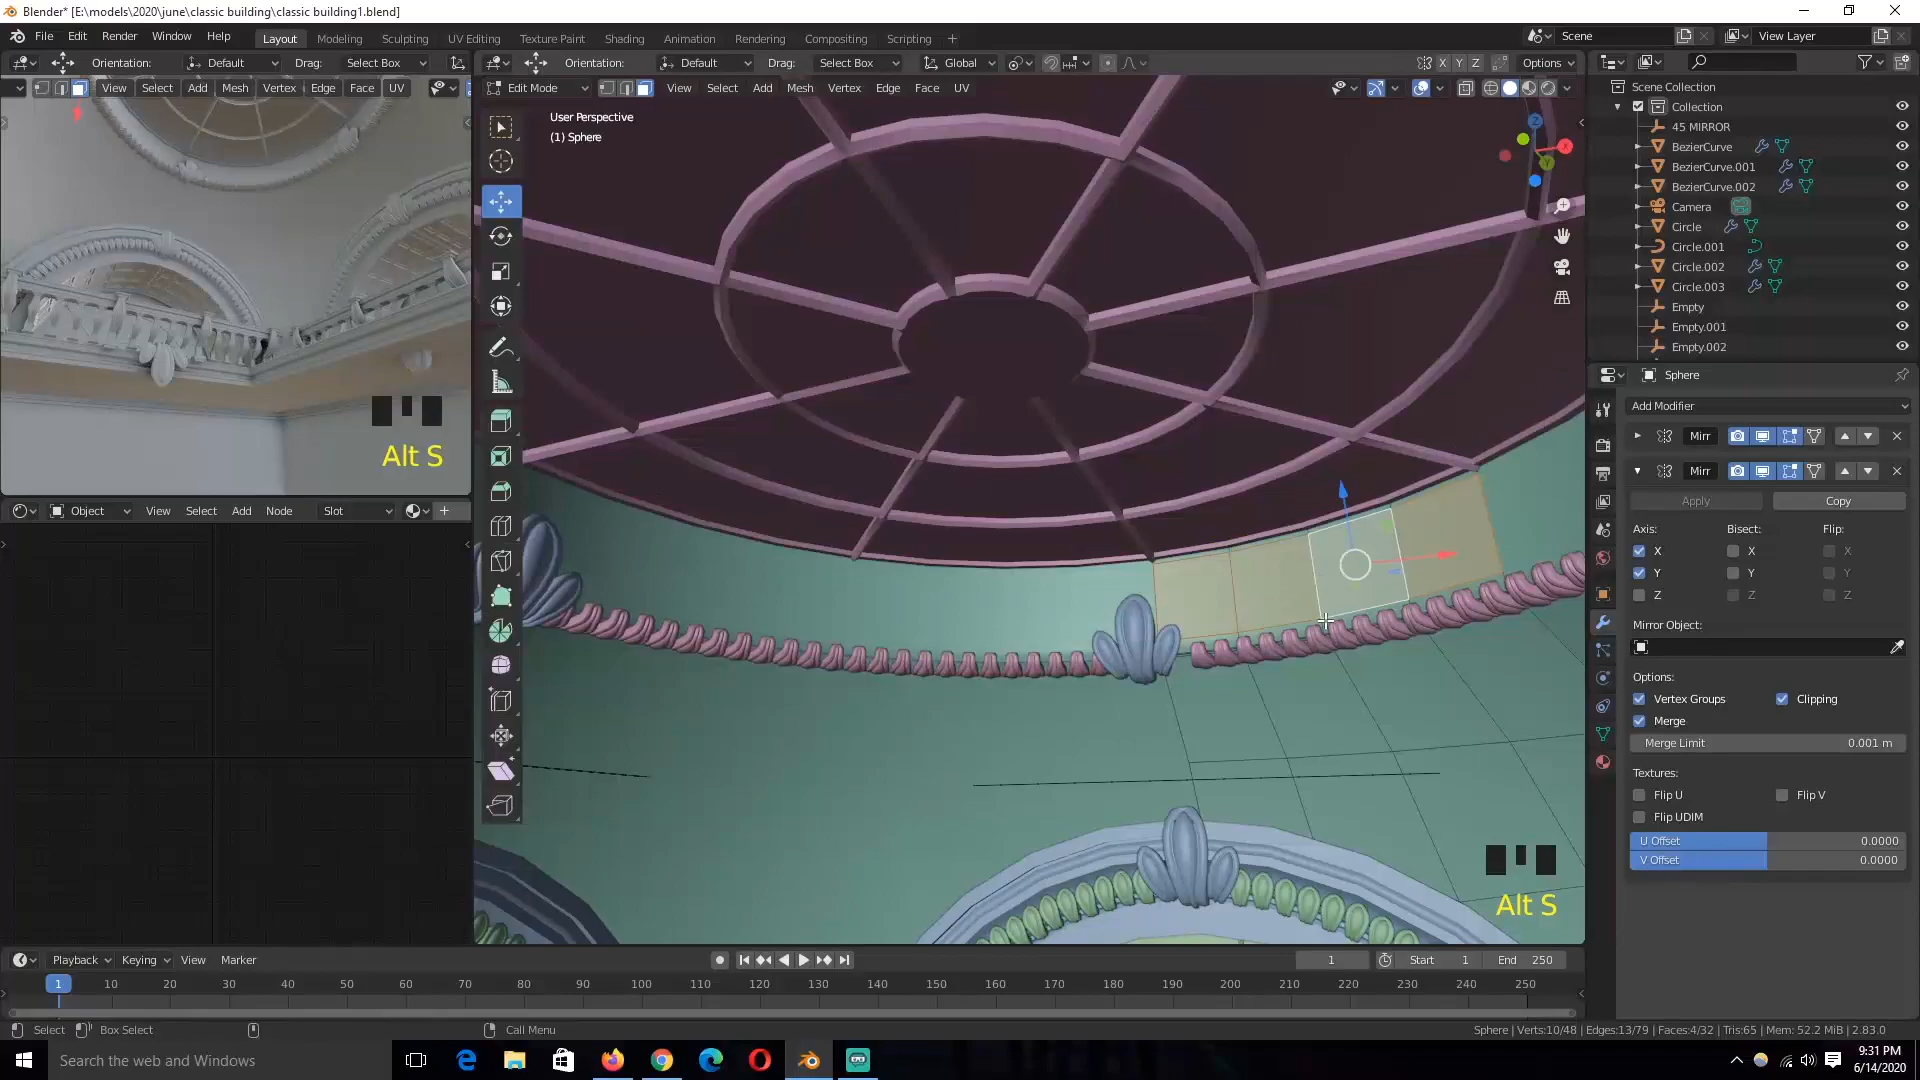 Blender* [E:\models\2020\june\classic building\classic building1.blend]
File Edit Render Window Help Layout Modeling Sculpting UV Editing Texture Paint Shading Animation Rendering Compositing Scripting + Scene View Layer
Orientation: Default Drag: Select Box Orientation: Default Drag: Select Box Global X Y Z Options
View Select Add Mesh Vertex Edge Face UV Edit Mode View Select Add Mesh Vertex Edge Face UV
User Perspective
(1) Sphere
Scene Collection
Collection
45 MIRROR
BezierCurve
BezierCurve.001
BezierCurve.002
Camera
Circle
Circle.001
Circle.002
Circle.003
Empty
Empty.001
Empty.002
Sphere
Add Modifier
Mirr
Mirr
Apply Copy
Axis: Bisect: Flip:
X X X
Y Y Y
Z Z Z
Mirror Object:
Options:
Vertex Groups Clipping
Merge
Merge Limit 0.001 m
Textures:
Flip U Flip V
Flip UDIM
U Offset 0.0000
V Offset 0.0000
Alt S
Object View Select Add Node Slot
Alt S
Playback Keying View Marker 1 Start 1 End 250
1 10 20 30 40 50 60 70 80 90 100 110 120 130 140 150 160 170 180 190 200 210 220 230 240 250
Select Box Select Call Menu Sphere | Verts:10/48 | Edges:13/79 | Faces:4/32 | Tris:65 | Mem: 52.2 MiB | 2.83.0
Search the web and Windows
9:31 PM
6/14/2020